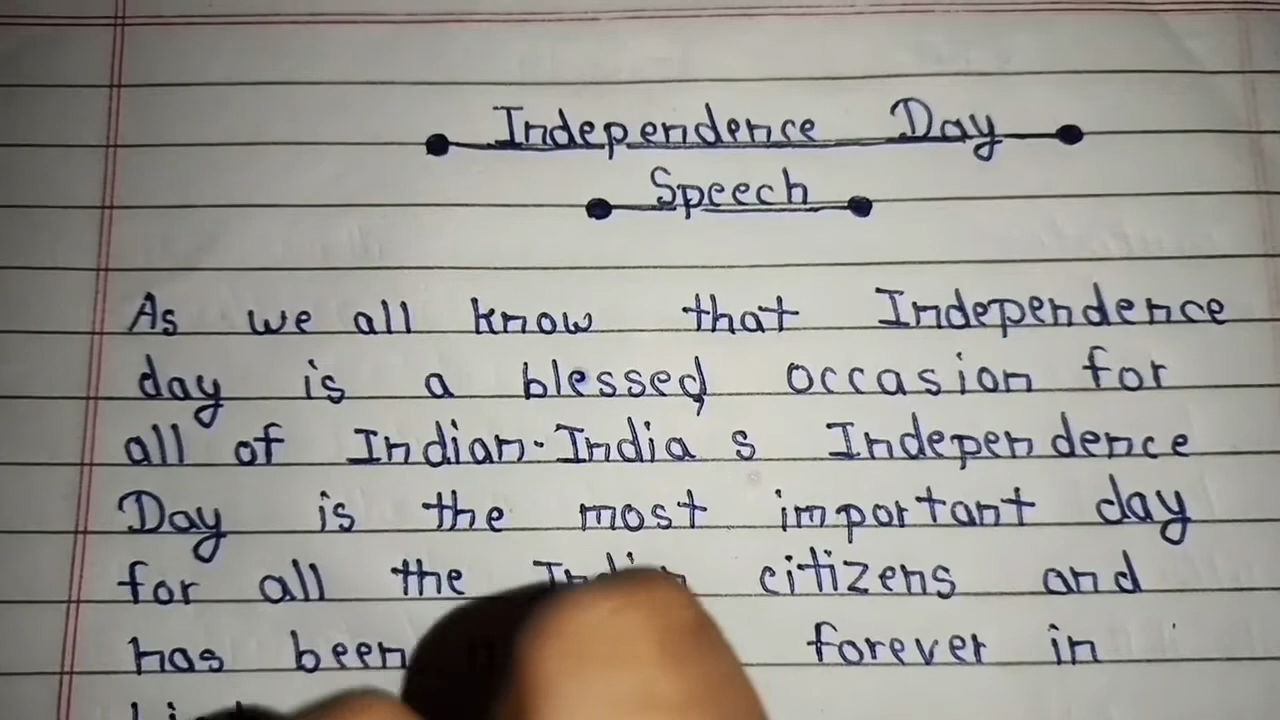 Independence Day
Speech
As we all know that Independence
day is a blessed occasion for
all of Indian. India s Independence
Day is the most important day
for all the citizens and
has been forever in